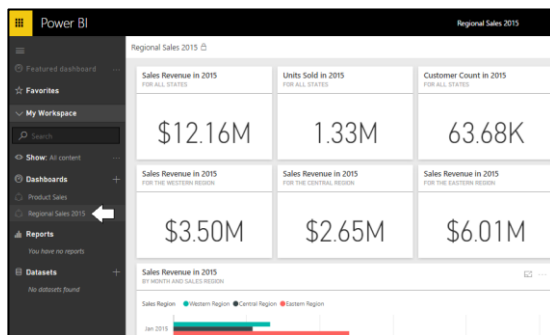 Power BI
Regional Sales 2015
Regional Sales 2015
Featured dashboard
Favorites
My Workspace
Search
Show: All content
Dashboards
Product Sales
Regional Sales 2015
Reports
You have no reports
Datasets
No datasets found
Sales Revenue in 2015
FOR ALL STATES
$12.16M
Units Sold in 2015
FOR ALL STATES
1.33M
Customer Count in 2015
FOR ALL STATES
63.68K
Sales Revenue in 2015
FOR THE WESTERN REGION
$3.50M
Sales Revenue in 2015
FOR THE CENTRAL REGION
$2.65M
Sales Revenue in 2015
FOR THE EASTERN REGION
$6.01M
Sales Revenue in 2015
BY MONTH AND SALES REGION
Sales Region Western Region Central Region Eastern Region
Jan 2015